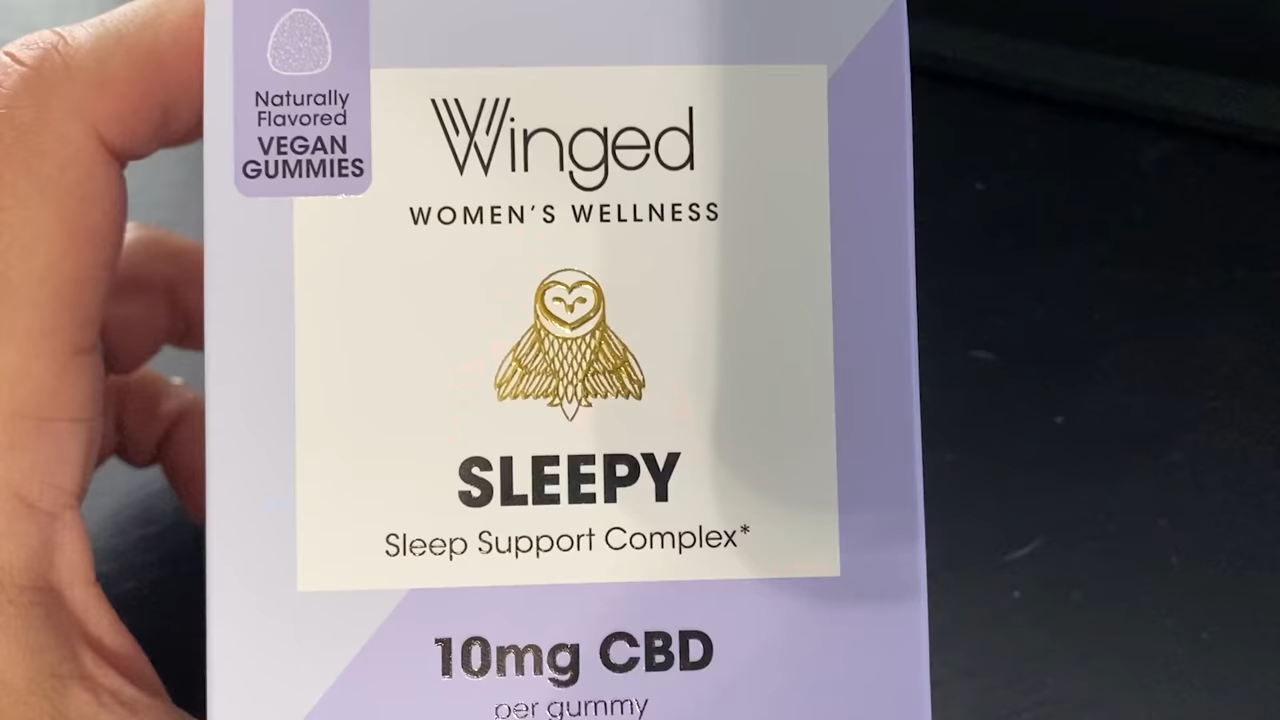 Naturally
Flavored
VEGAN
GUMMIES
Winged
WOMEN'S WELLNESS
SLEEPY
Sleep Support Complex*
10mg CBD
per gummy